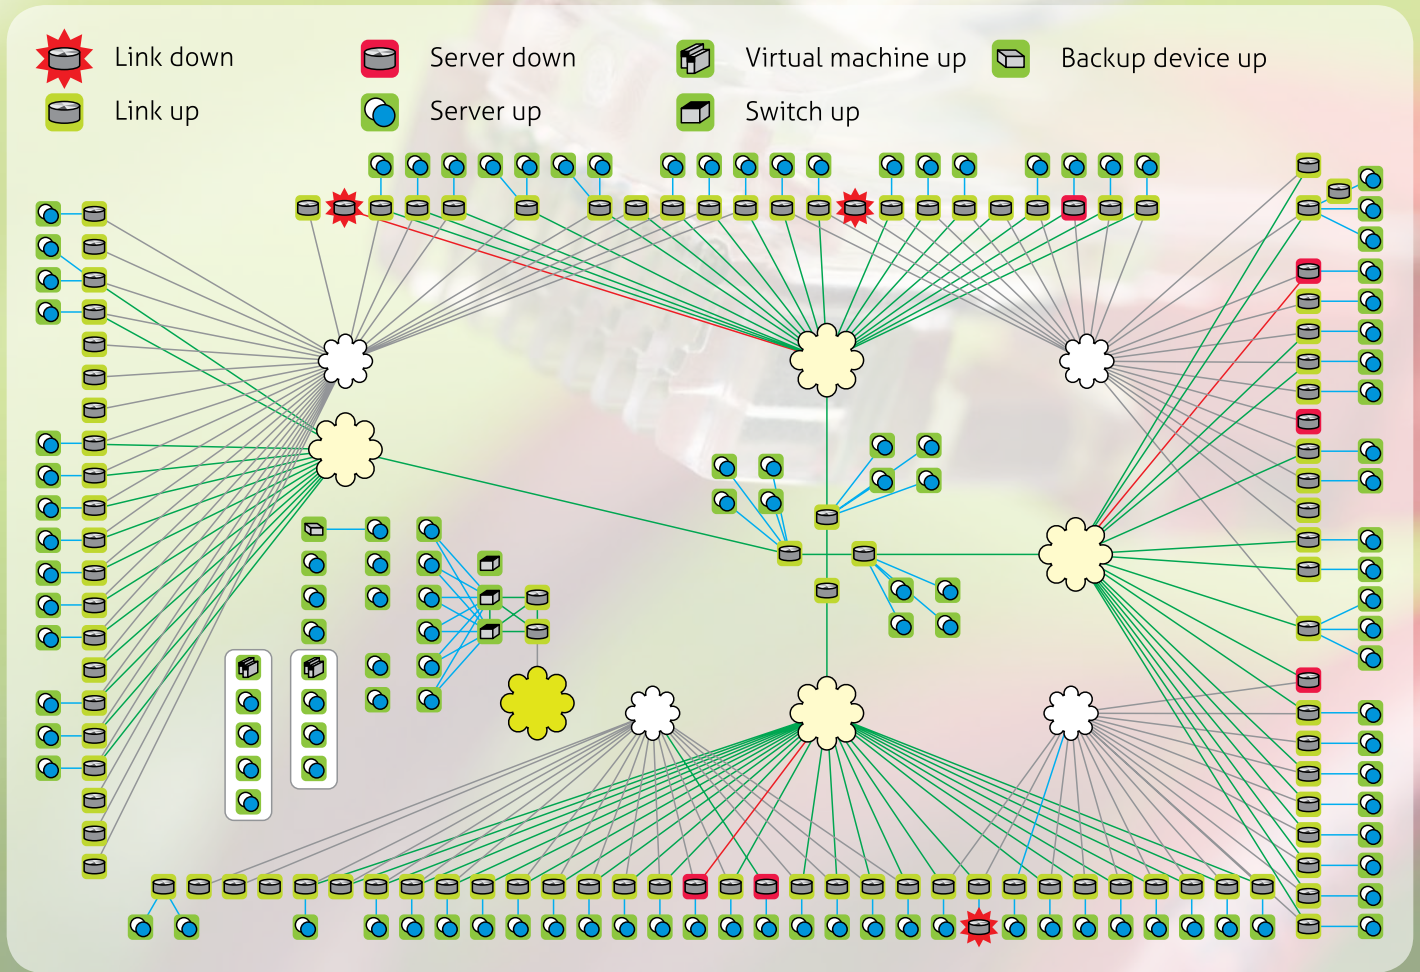 Link down
Server down
Virtual machine up
Backup device up
Link up
Server up
Switch up